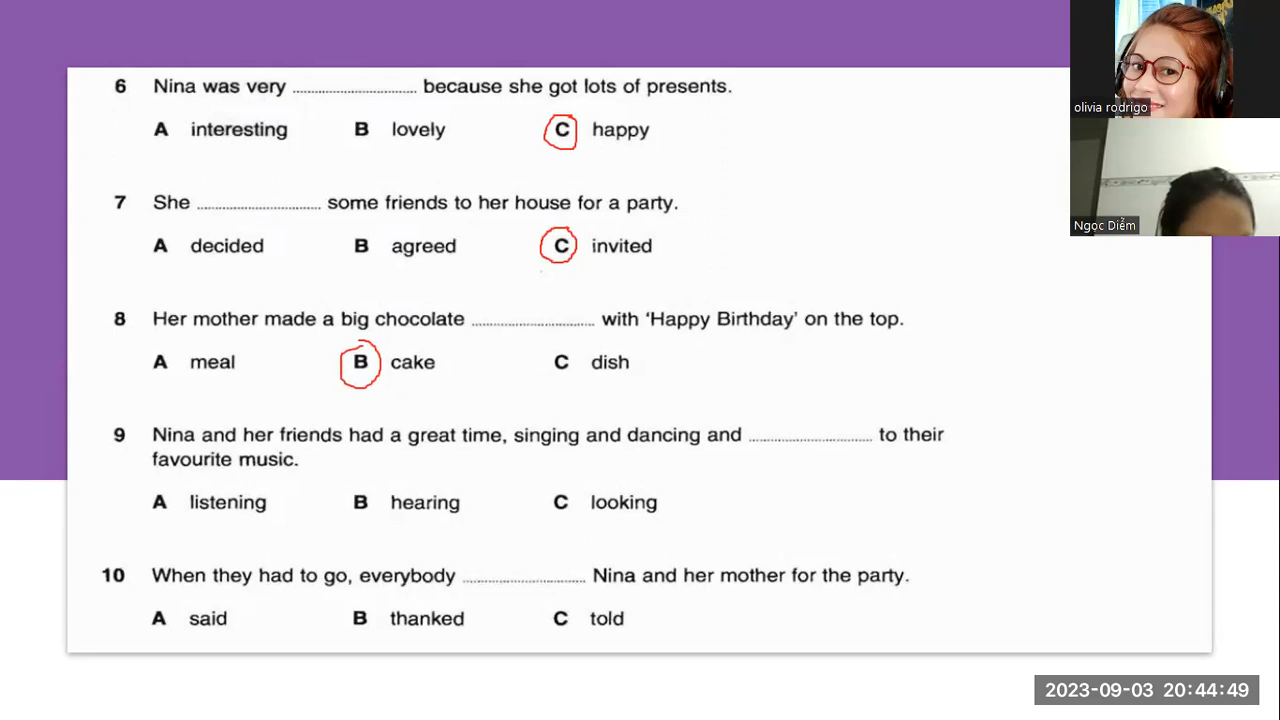 6 Nina was very ........................ because she got lots of presents.
A interesting B lovely C happy
7 She ........................ some friends to her house for a party.
A decided B agreed C invited
8 Her mother made a big chocolate ........................ with ‘Happy Birthday’ on the top.
A meal B cake C dish
9 Nina and her friends had a great time, singing and dancing and ........................ to their
favourite music.
A listening B hearing C looking
10 When they had to go, everybody ........................ Nina and her mother for the party.
A said B thanked C told
olivia rodrigo
Ngọc Diễm
2023-09-03 20:44:49